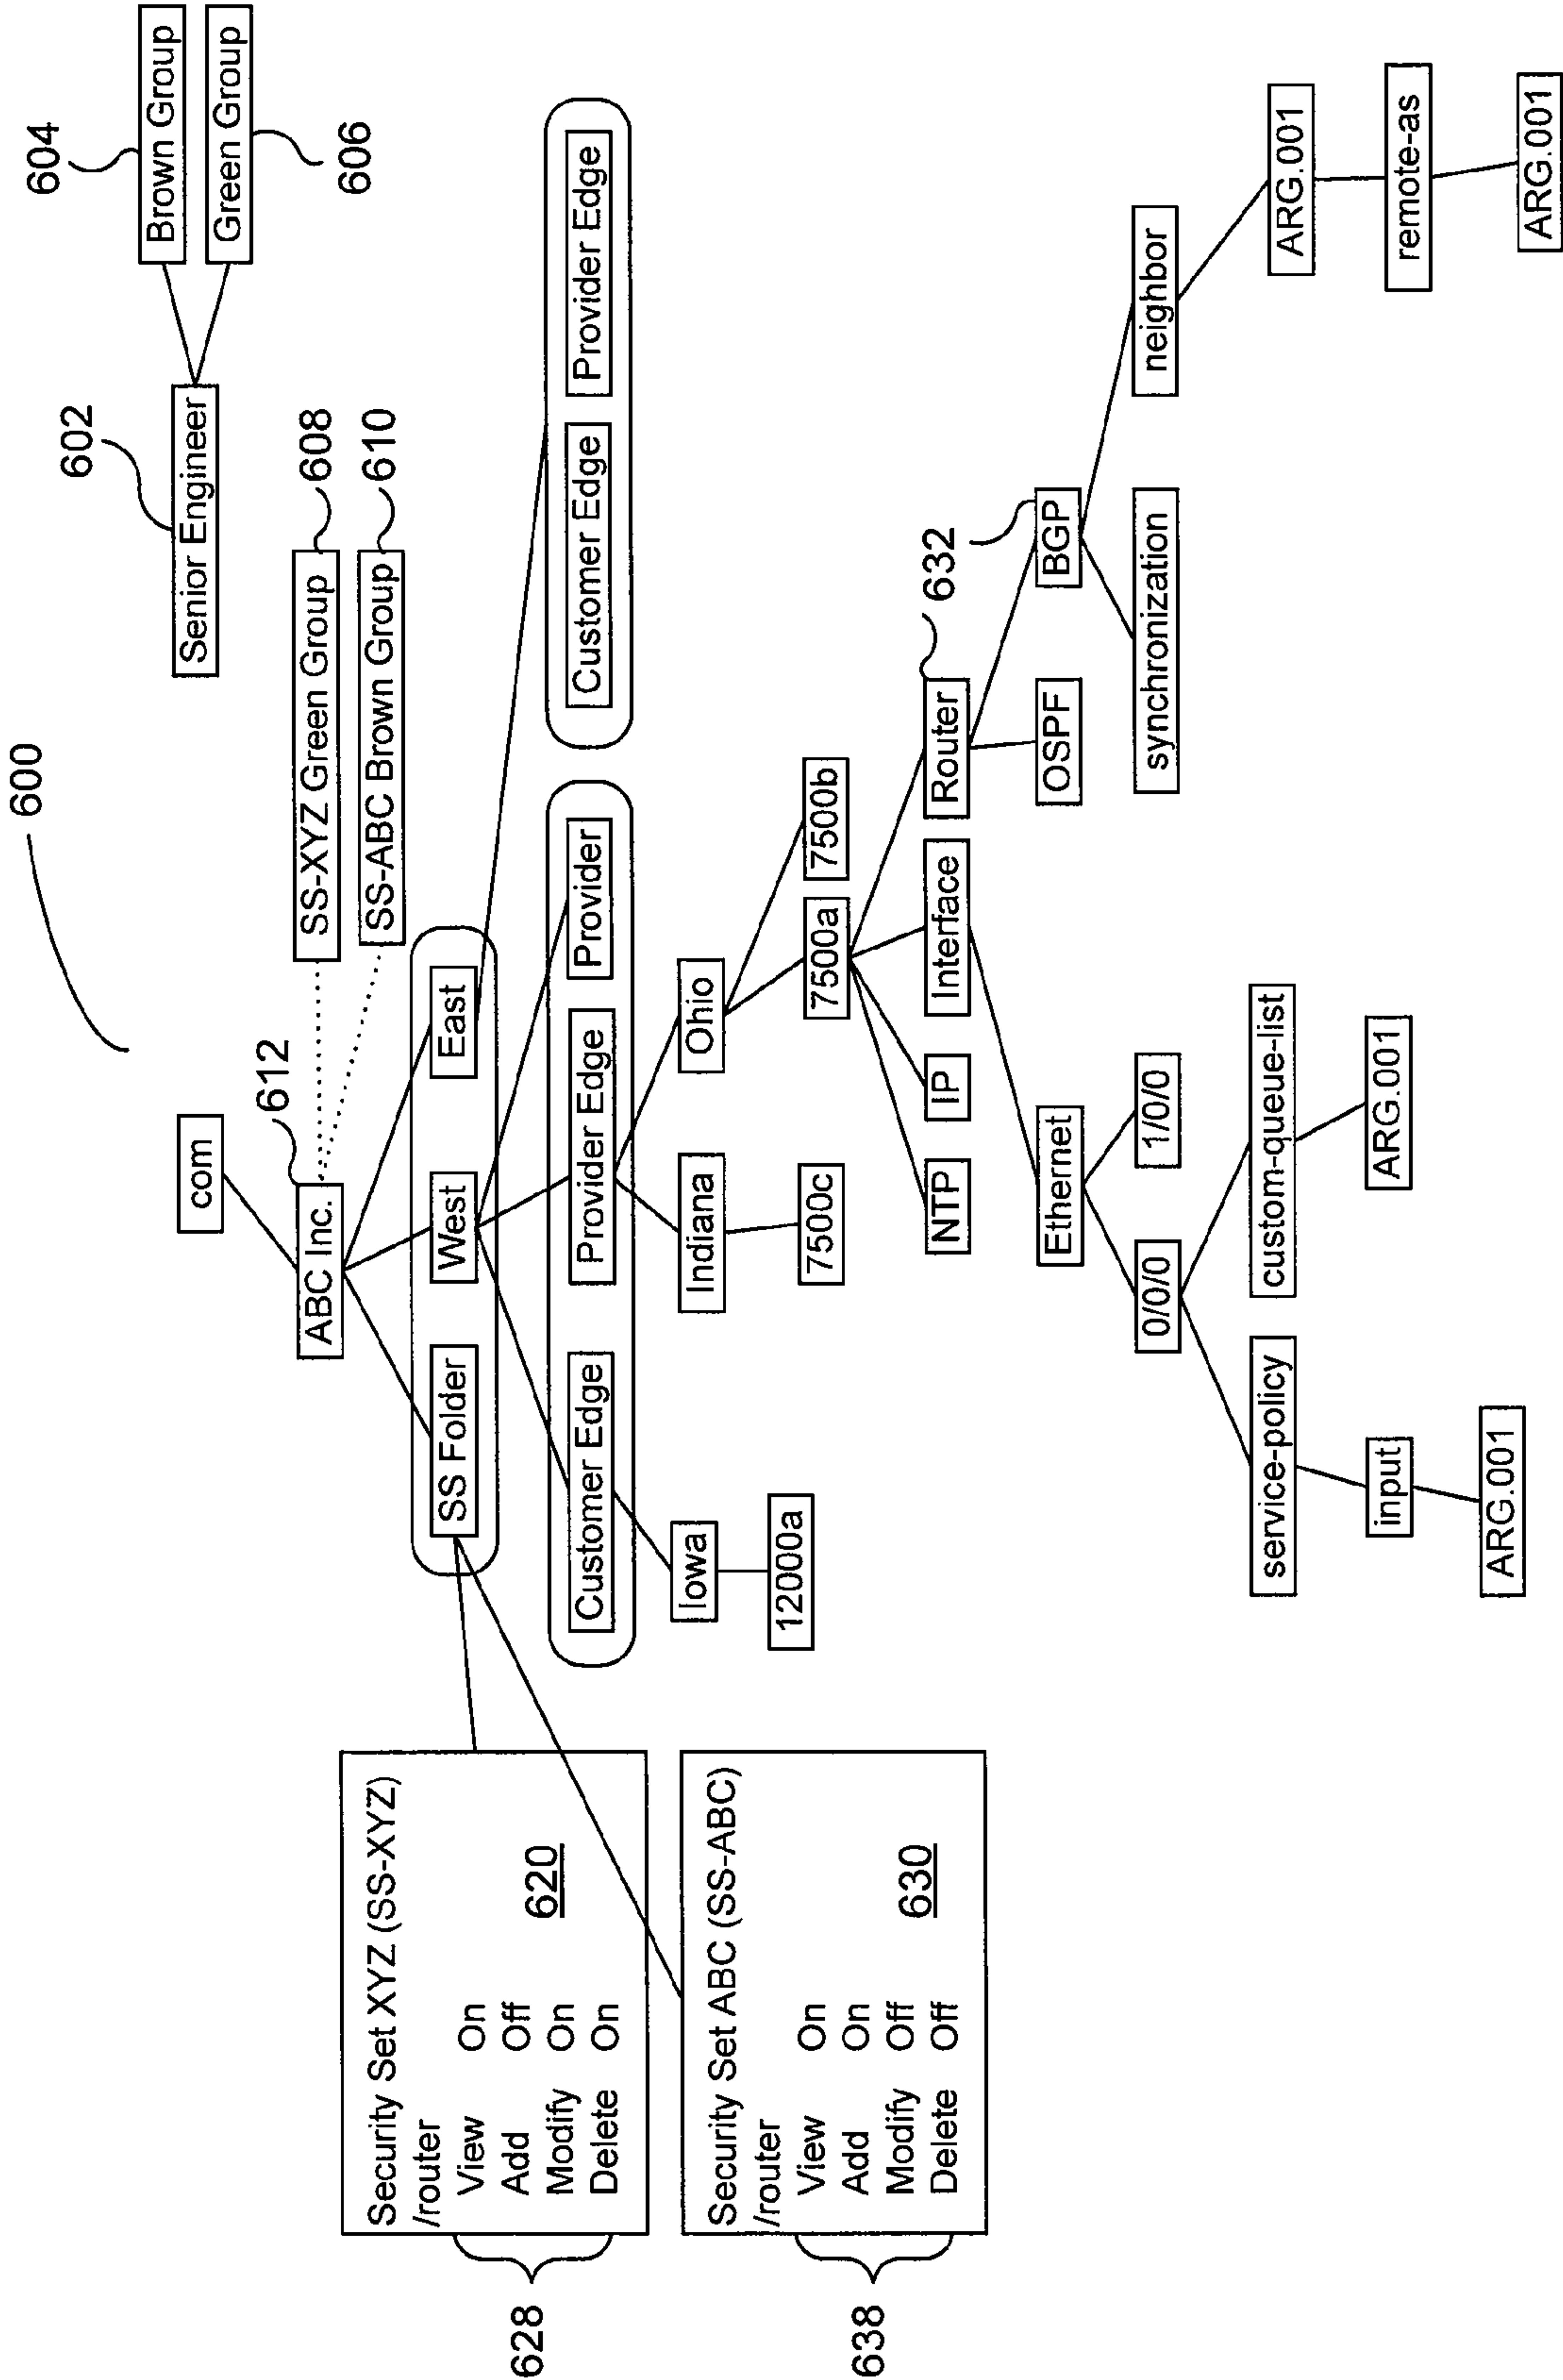 600
604
Brown Group
Green Group
606
602
Senior Engineer
com
612
ABC Inc.
SS-XYZ Green Group
608
SS-ABC Brown Group
610
SS Folder
West
East
Security Set XYZ (SS-XYZ)
/router
View On
Add Off
Modify On
Delete On
620
628
Security Set ABC (SS-ABC)
/router
View On
Add On
Modify Off
Delete Off
630
638
Customer Edge
Provider Edge
Provider
Customer Edge
Provider Edge
Iowa
Indiana
Ohio
12000a
7500c
7500a
7500b
NTP
IP
Interface
Router
632
Ethernet
OSPF
BGP
0/0/0
1/0/0
synchronization
neighbor
service-policy
custom-queue-list
ARG.001
input
ARG.001
remote-as
ARG.001
ARG.001